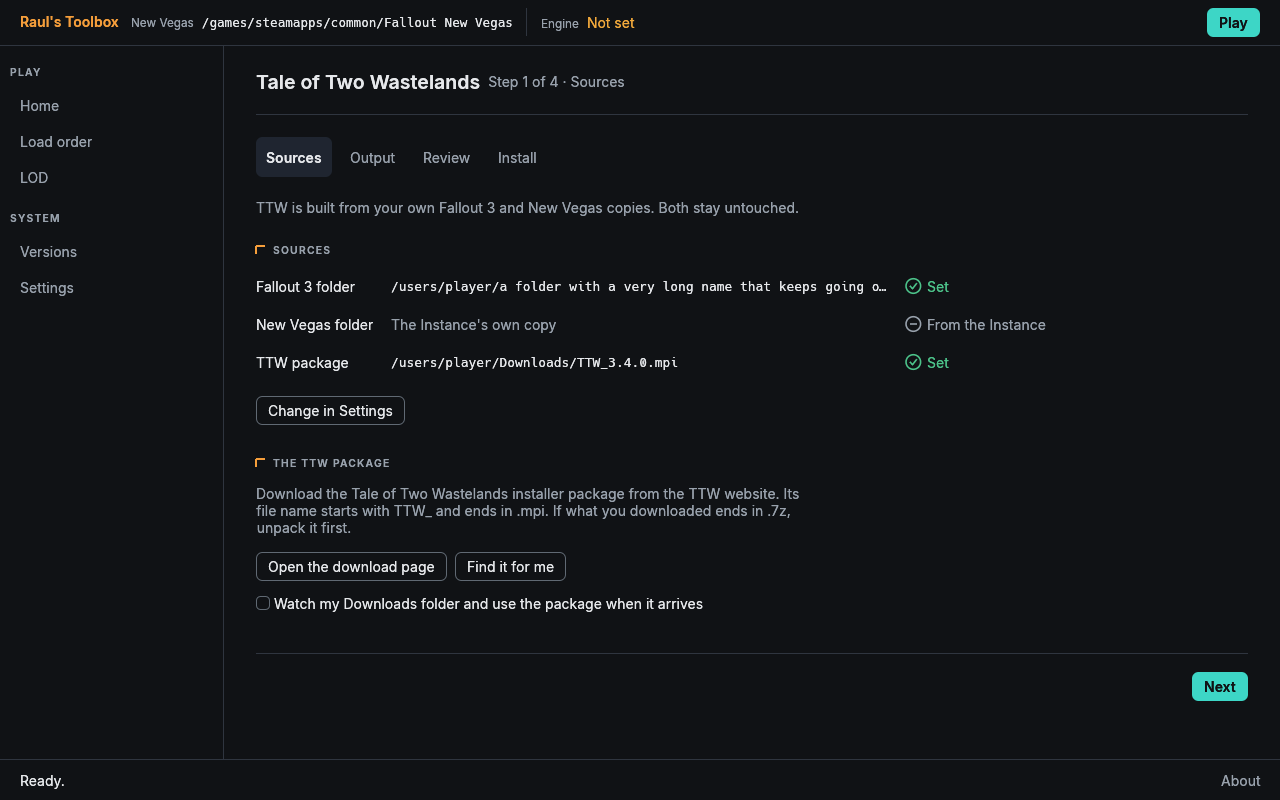 Raul's Toolbox New Vegas /games/steamapps/common/Fallout New Vegas Engine Not set Play
PLAY
Home
Load order
LOD
SYSTEM
Versions
Settings
Tale of Two Wastelands Step 1 of 4 · Sources
Sources Output Review Install
TTW is built from your own Fallout 3 and New Vegas copies. Both stay untouched.
SOURCES
Fallout 3 folder /users/player/a folder with a very long name that keeps going o… Set
New Vegas folder The Instance's own copy From the Instance
TTW package /users/player/Downloads/TTW_3.4.0.mpi Set
Change in Settings
THE TTW PACKAGE
Download the Tale of Two Wastelands installer package from the TTW website. Its
file name starts with TTW_ and ends in .mpi. If what you downloaded ends in .7z,
unpack it first.
Open the download page Find it for me
Watch my Downloads folder and use the package when it arrives
Next
Ready. About